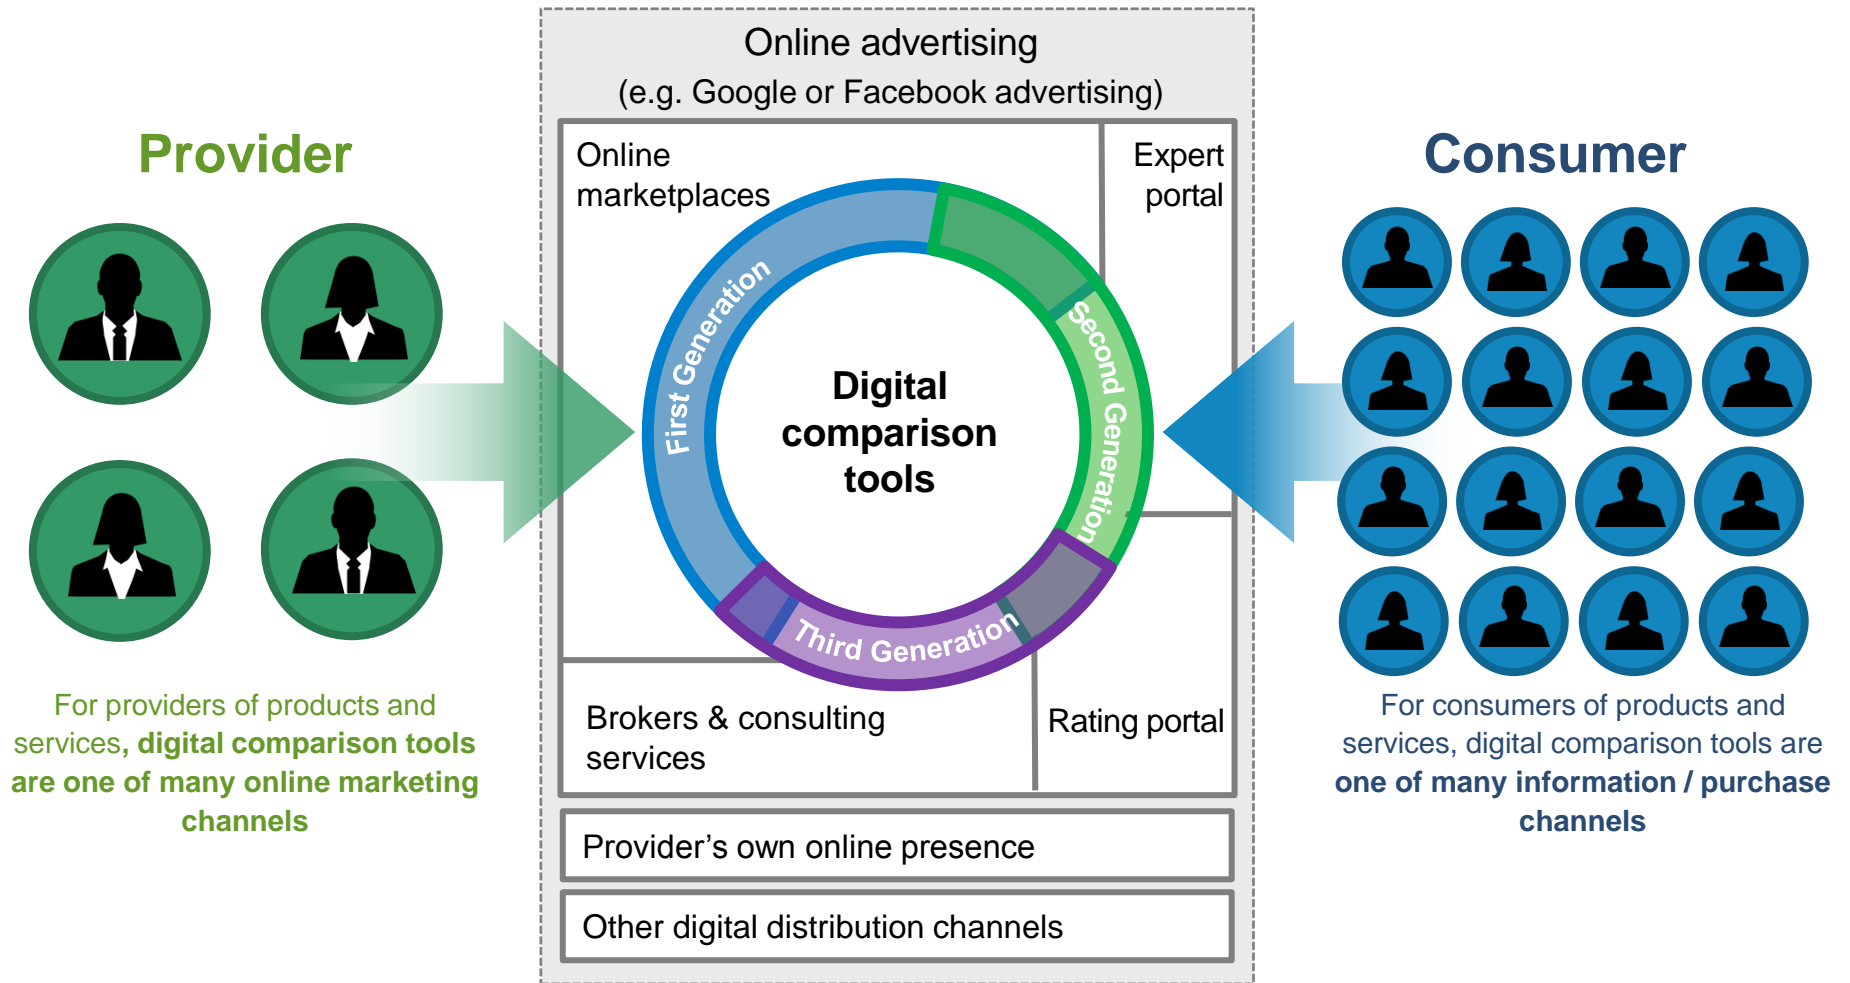 Online advertising
(e.g. Google or Facebook advertising)
Provider
For providers of products and
services, digital comparison tools
are one of many online marketing
channels
Online
marketplaces
Expert
portal
First Generation
Second Generation
Third Generation
Digital
comparison
tools
Brokers & consulting
services
Rating portal
Provider’s own online presence
Other digital distribution channels
Consumer
For consumers of products and
services, digital comparison tools are
one of many information / purchase
channels